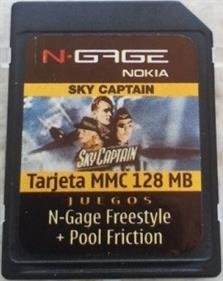 N·GAGE
NOKIA
SKY CAPTAIN
SKY CAPTAIN
Tarjeta MMC 128 MB
JUEGOS
N-Gage Freestyle
+ Pool Friction